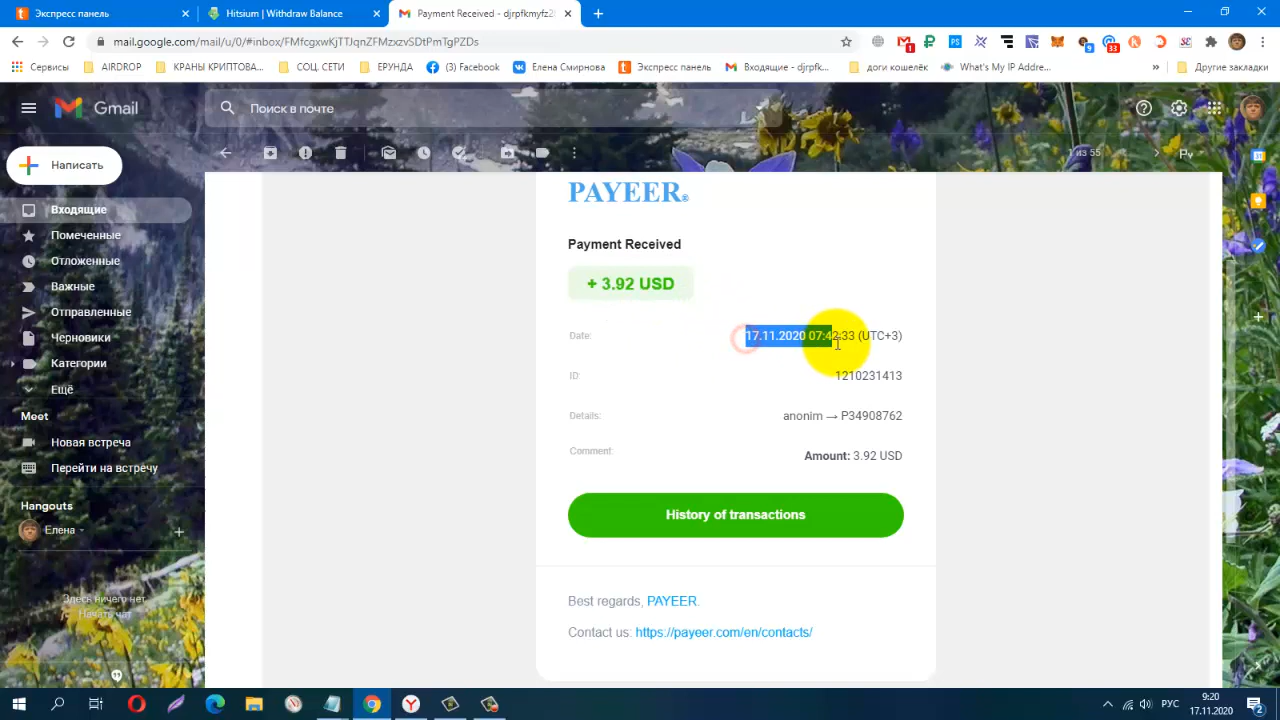 Экспресс панель
Hitsium | Withdraw Balance
Payment Received - djrpfkmyfz2
mail.google.com/mail/u/0/#inbox/FMfcgxwKjTTJqnZFMzxzvSDtPmTgPZDs
Сервисы
AIRDROP
КРАНЫ КРИПТОВА...
СОЦ. СЕТИ
ЕРУНДА
(3) Facebook
Елена Смирнова
Экспресс панель
Входящие - djrpfk...
доги кошелёк
What's My IP Addre...
»
Другие закладки
Gmail
Поиск в почте
Написать
1 из 55
Входящие
Помеченные
Отложенные
Важные
Отправленные
Черновики
Категории
Ещё
Meet
Новая встреча
Перейти на встречу
Hangouts
Елена
Здесь ничего нет.
Начать чат
PAYEER®
Payment Received
+ 3.92 USD
Date: 17.11.2020 07:42:33 (UTC+3)
ID: 1210231413
Details: anonim → P34908762
Comment: Amount: 3.92 USD
History of transactions
Best regards, PAYEER.
Contact us: https://payeer.com/en/contacts/
РУС
9:20
17.11.2020
2